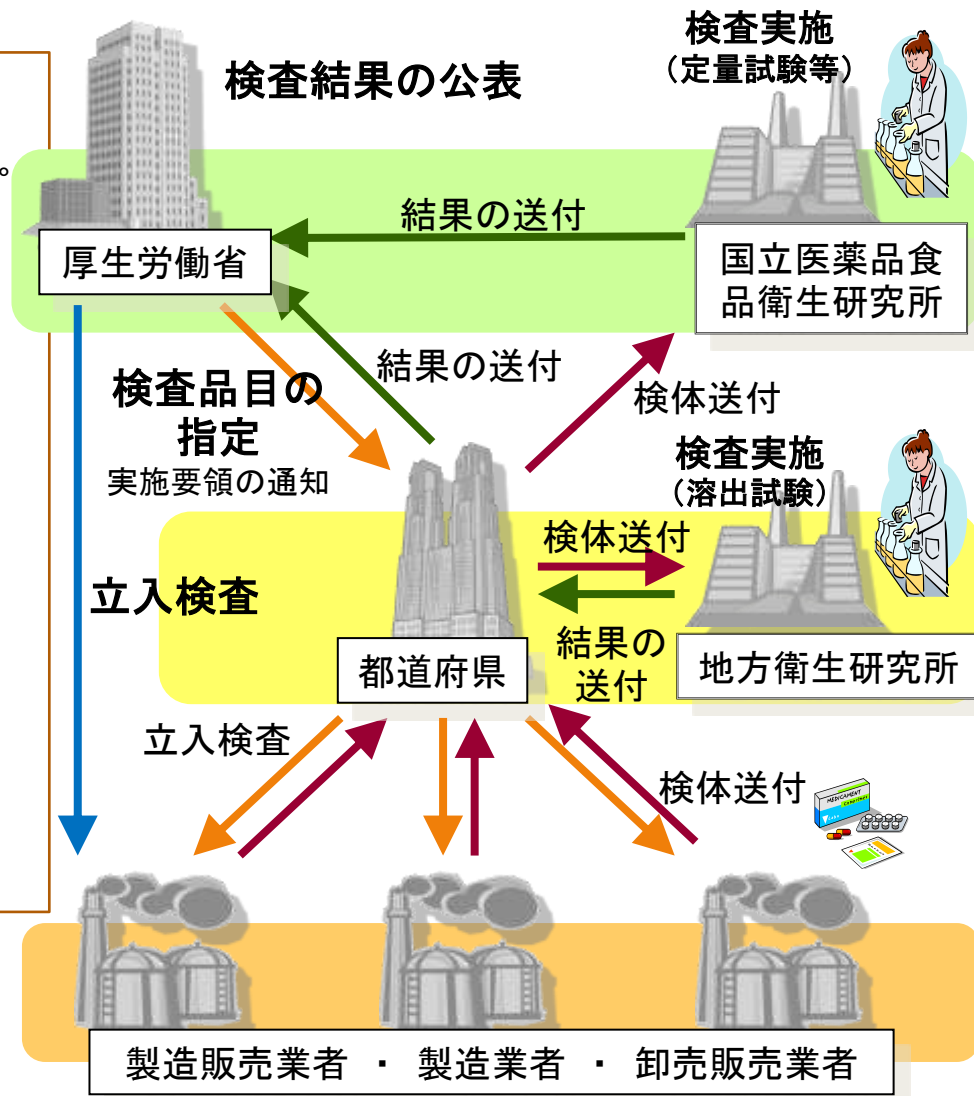 検査実施
(定量試験等)
検査結果の公表
。
結果の送付
厚生労働省
国立医薬品食
品衛生研究所
結果の送付
検査品目の
指定
実施要領の通知
検体送付
検査実施
(溶出試験)
検体送付
立入検査
結果の
送付
都道府県
地方衛生研究所
立入検査
検体送付
MEDICAMENT
製造販売業者 ・ 製造業者 ・ 卸売販売業者